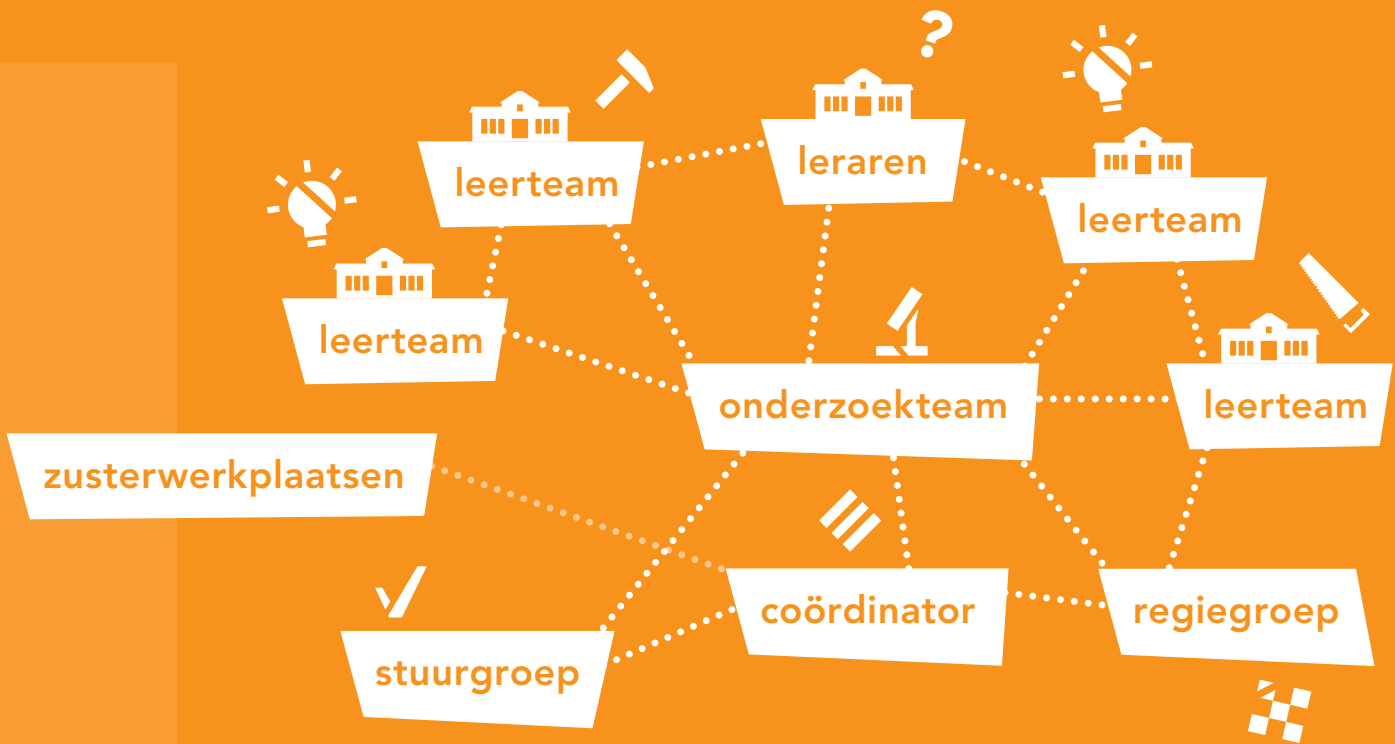 ?
leraren
leerteam
leerteam
leerteam
onderzoekteam
leerteam
zusterwerkplaatsen
coördinator
regiegroep
stuurgroep